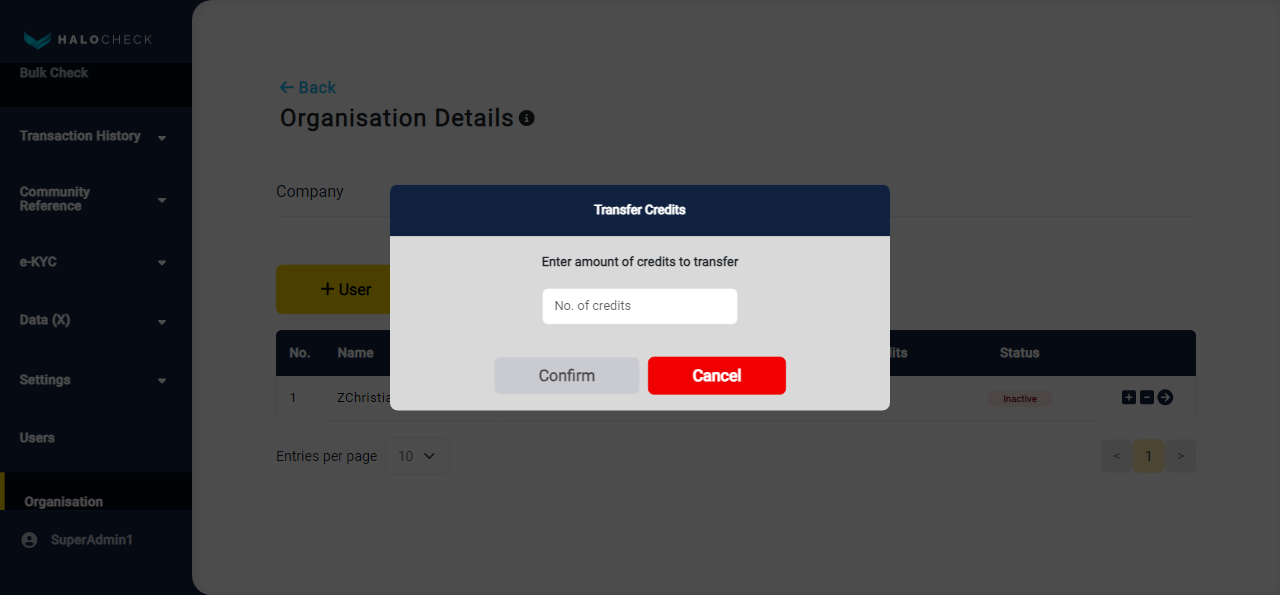 HALOCHECK
Bulk Check
Transaction History
Community
Reference
e-KYC
Data (X)
Settings
Users
Organisation
SuperAdmin1
Back
Organisation Details
Company
+ User
Transfer Credits
Enter amount of credits to transfer
No. of credits
Confirm
Cancel
No. Name Status
1 Inactive
Entries per page 10
< 1 >